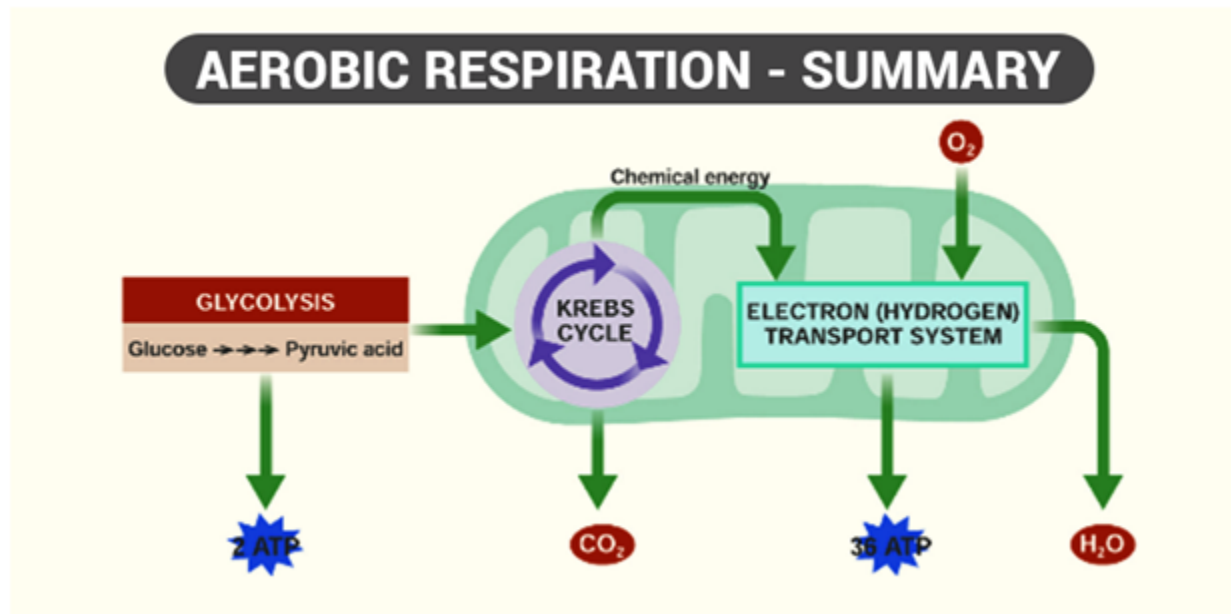 AEROBIC RESPIRATION - SUMMARY
O₂
Chemical energy
GLYCOLYSIS
Glucose ➛➛➛ Pyruvic acid
KREBS
CYCLE
ELECTRON (HYDROGEN)
TRANSPORT SYSTEM
2 ATP
CO₂
36 ATP
H₂O